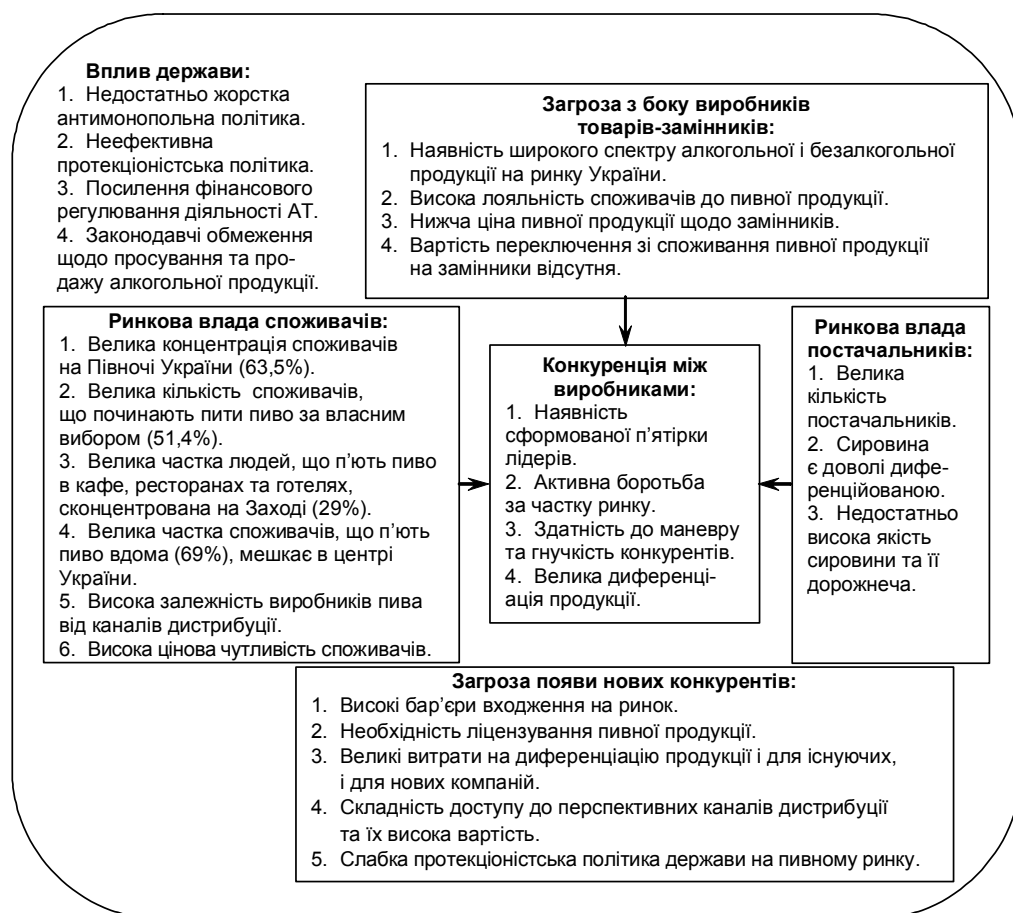 Вплив держави:
1. Недостатньо жорстка
антимонопольна політика.
2. Неефективна
протекціоністська політика.
3. Посилення фінансового
регулювання діяльності АТ.
4. Законодавчі обмеження
щодо просування та про-
дажу алкогольної продукції.
Загроза з боку виробників
товарів-замінників:
1. Наявність широкого спектру алкогольної і безалкогольної
продукції на ринку України.
2. Висока лояльність споживачів до пивної продукції.
3. Нижча ціна пивної продукції щодо замінників.
4. Вартість переключення зі споживання пивної продукції
на замінники відсутня.
Ринкова влада споживачів:
1. Велика концентрація споживачів
на Півночі України (63,5%).
2. Велика кількість споживачів,
що починають пити пиво за власним
вибором (51,4%).
3. Велика частка людей, що п’ють пиво
в кафе, ресторанах та готелях,
сконцентрована на Заході (29%).
4. Велика частка споживачів, що п’ють
пиво вдома (69%), мешкає в центрі
України.
5. Висока залежність виробників пива
від каналів дистрибуції.
6. Висока цінова чутливість споживачів.
Конкуренція між
виробниками:
1. Наявність
сформованої п’ятірки
лідерів.
2. Активна боротьба
за частку ринку.
3. Здатність до маневру
та гнучкість конкурентів.
4. Велика диференці-
ація продукції.
Ринкова влада
постачальників:
1. Велика
кількість
постачальників.
2. Сировина
є доволі дифе-
ренційованою.
3. Недостатньо
висока якість
сировини та її
дорожнеча.
Загроза появи нових конкурентів:
1. Високі бар’єри входження на ринок.
2. Необхідність ліцензування пивної продукції.
3. Великі витрати на диференціацію продукції і для існуючих,
і для нових компаній.
4. Складність доступу до перспективних каналів дистрибуції
та їх висока вартість.
5. Слабка протекціоністська політика держави на пивному ринку.